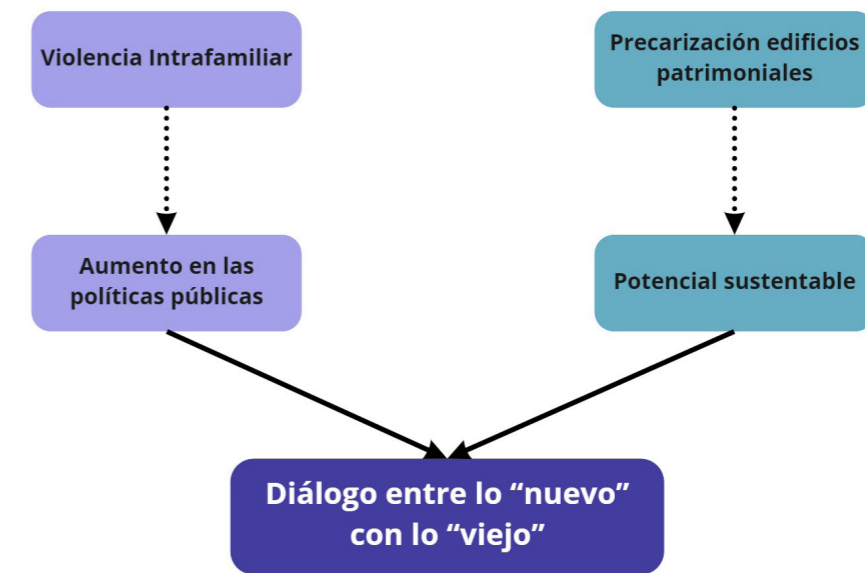 Violencia Intrafamiliar
Precarización edificios
patrimoniales
Aumento en las
políticas públicas
Potencial sustentable
Diálogo entre lo “nuevo”
con lo “viejo”